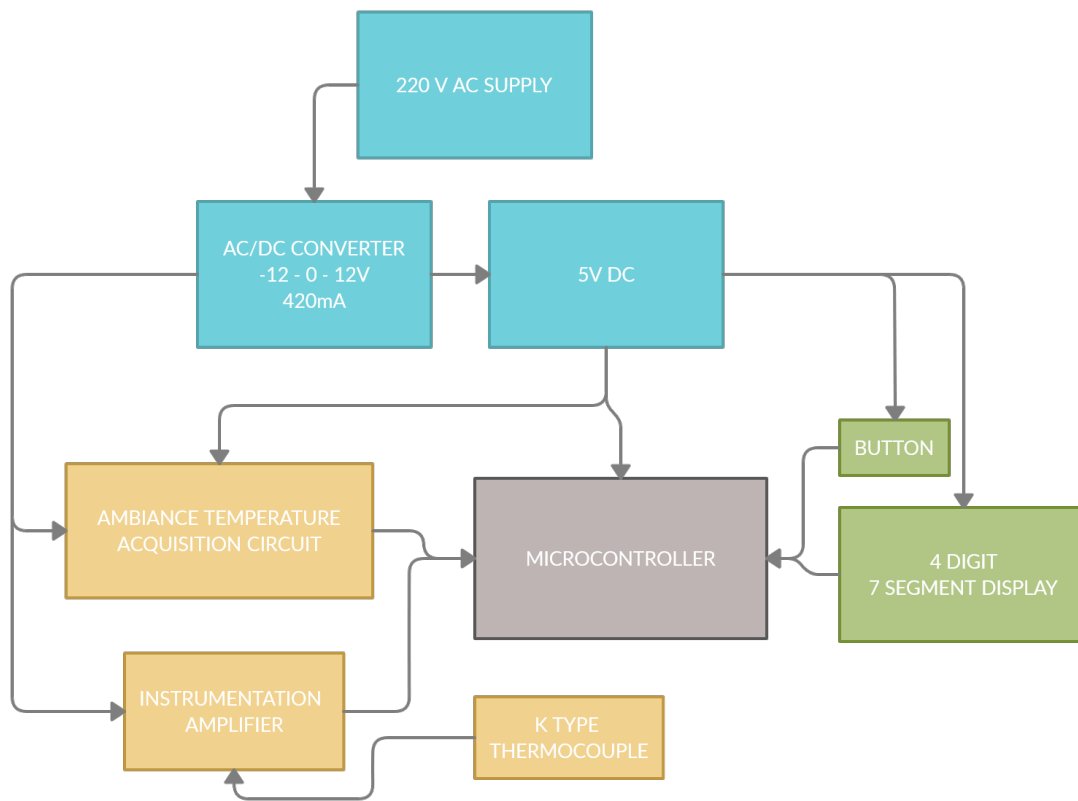 220 V AC SUPPLY
AC/DC CONVERTER
-12 - 0 - 12V
420mA
5V DC
BUTTON
AMBIANCE TEMPERATURE
ACQUISITION CIRCUIT
MICROCONTROLLER
4 DIGIT
7 SEGMENT DISPLAY
INSTRUMENTATION
AMPLIFIER
K TYPE
THERMOCOUPLE